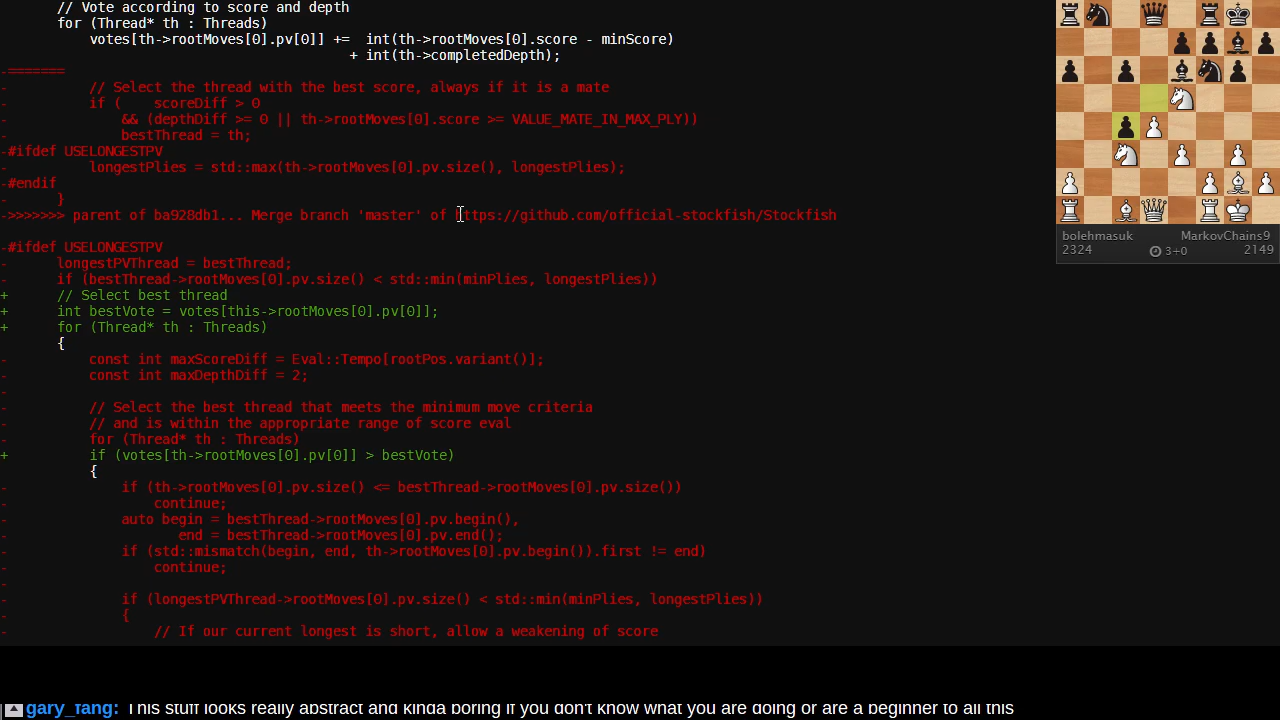 // Vote according to score and depth
for (Thread* th : Threads)
votes[th->rootMoves[0].pv[0]] +=  int(th->rootMoves[0].score - minScore)
+ int(th->completedDepth);
-=======
-          // Select the thread with the best score, always if it is a mate
-          if (    scoreDiff > 0
-              && (depthDiff >= 0 || th->rootMoves[0].score >= VALUE_MATE_IN_MAX_PLY))
-              bestThread = th;
-#ifdef USELONGESTPV
-          longestPlies = std::max(th->rootMoves[0].pv.size(), longestPlies);
-#endif
-      }
->>>>>>> parent of ba928db1... Merge branch 'master' of https://github.com/official-stockfish/Stockfish
-#ifdef USELONGESTPV
-      longestPVThread = bestThread;
-      if (bestThread->rootMoves[0].pv.size() < std::min(minPlies, longestPlies))
+      // Select best thread
+      int bestVote = votes[this->rootMoves[0].pv[0]];
+      for (Thread* th : Threads)
{
-          const int maxScoreDiff = Eval::Tempo[rootPos.variant()];
-          const int maxDepthDiff = 2;
-
-          // Select the best thread that meets the minimum move criteria
-          // and is within the appropriate range of score eval
-          for (Thread* th : Threads)
+          if (votes[th->rootMoves[0].pv[0]] > bestVote)
{
-              if (th->rootMoves[0].pv.size() <= bestThread->rootMoves[0].pv.size())
-                  continue;
-              auto begin = bestThread->rootMoves[0].pv.begin(),
-                     end = bestThread->rootMoves[0].pv.end();
-              if (std::mismatch(begin, end, th->rootMoves[0].pv.begin()).first != end)
-                  continue;
-
-              if (longestPVThread->rootMoves[0].pv.size() < std::min(minPlies, longestPlies))
-              {
-                  // If our current longest is short, allow a weakening of score
bolehmasuk MarkovChains9
2324 3+0 2149
gary_fang: This stuff looks really abstract and kinda boring if you don't know what you are doing or are a beginner to all this